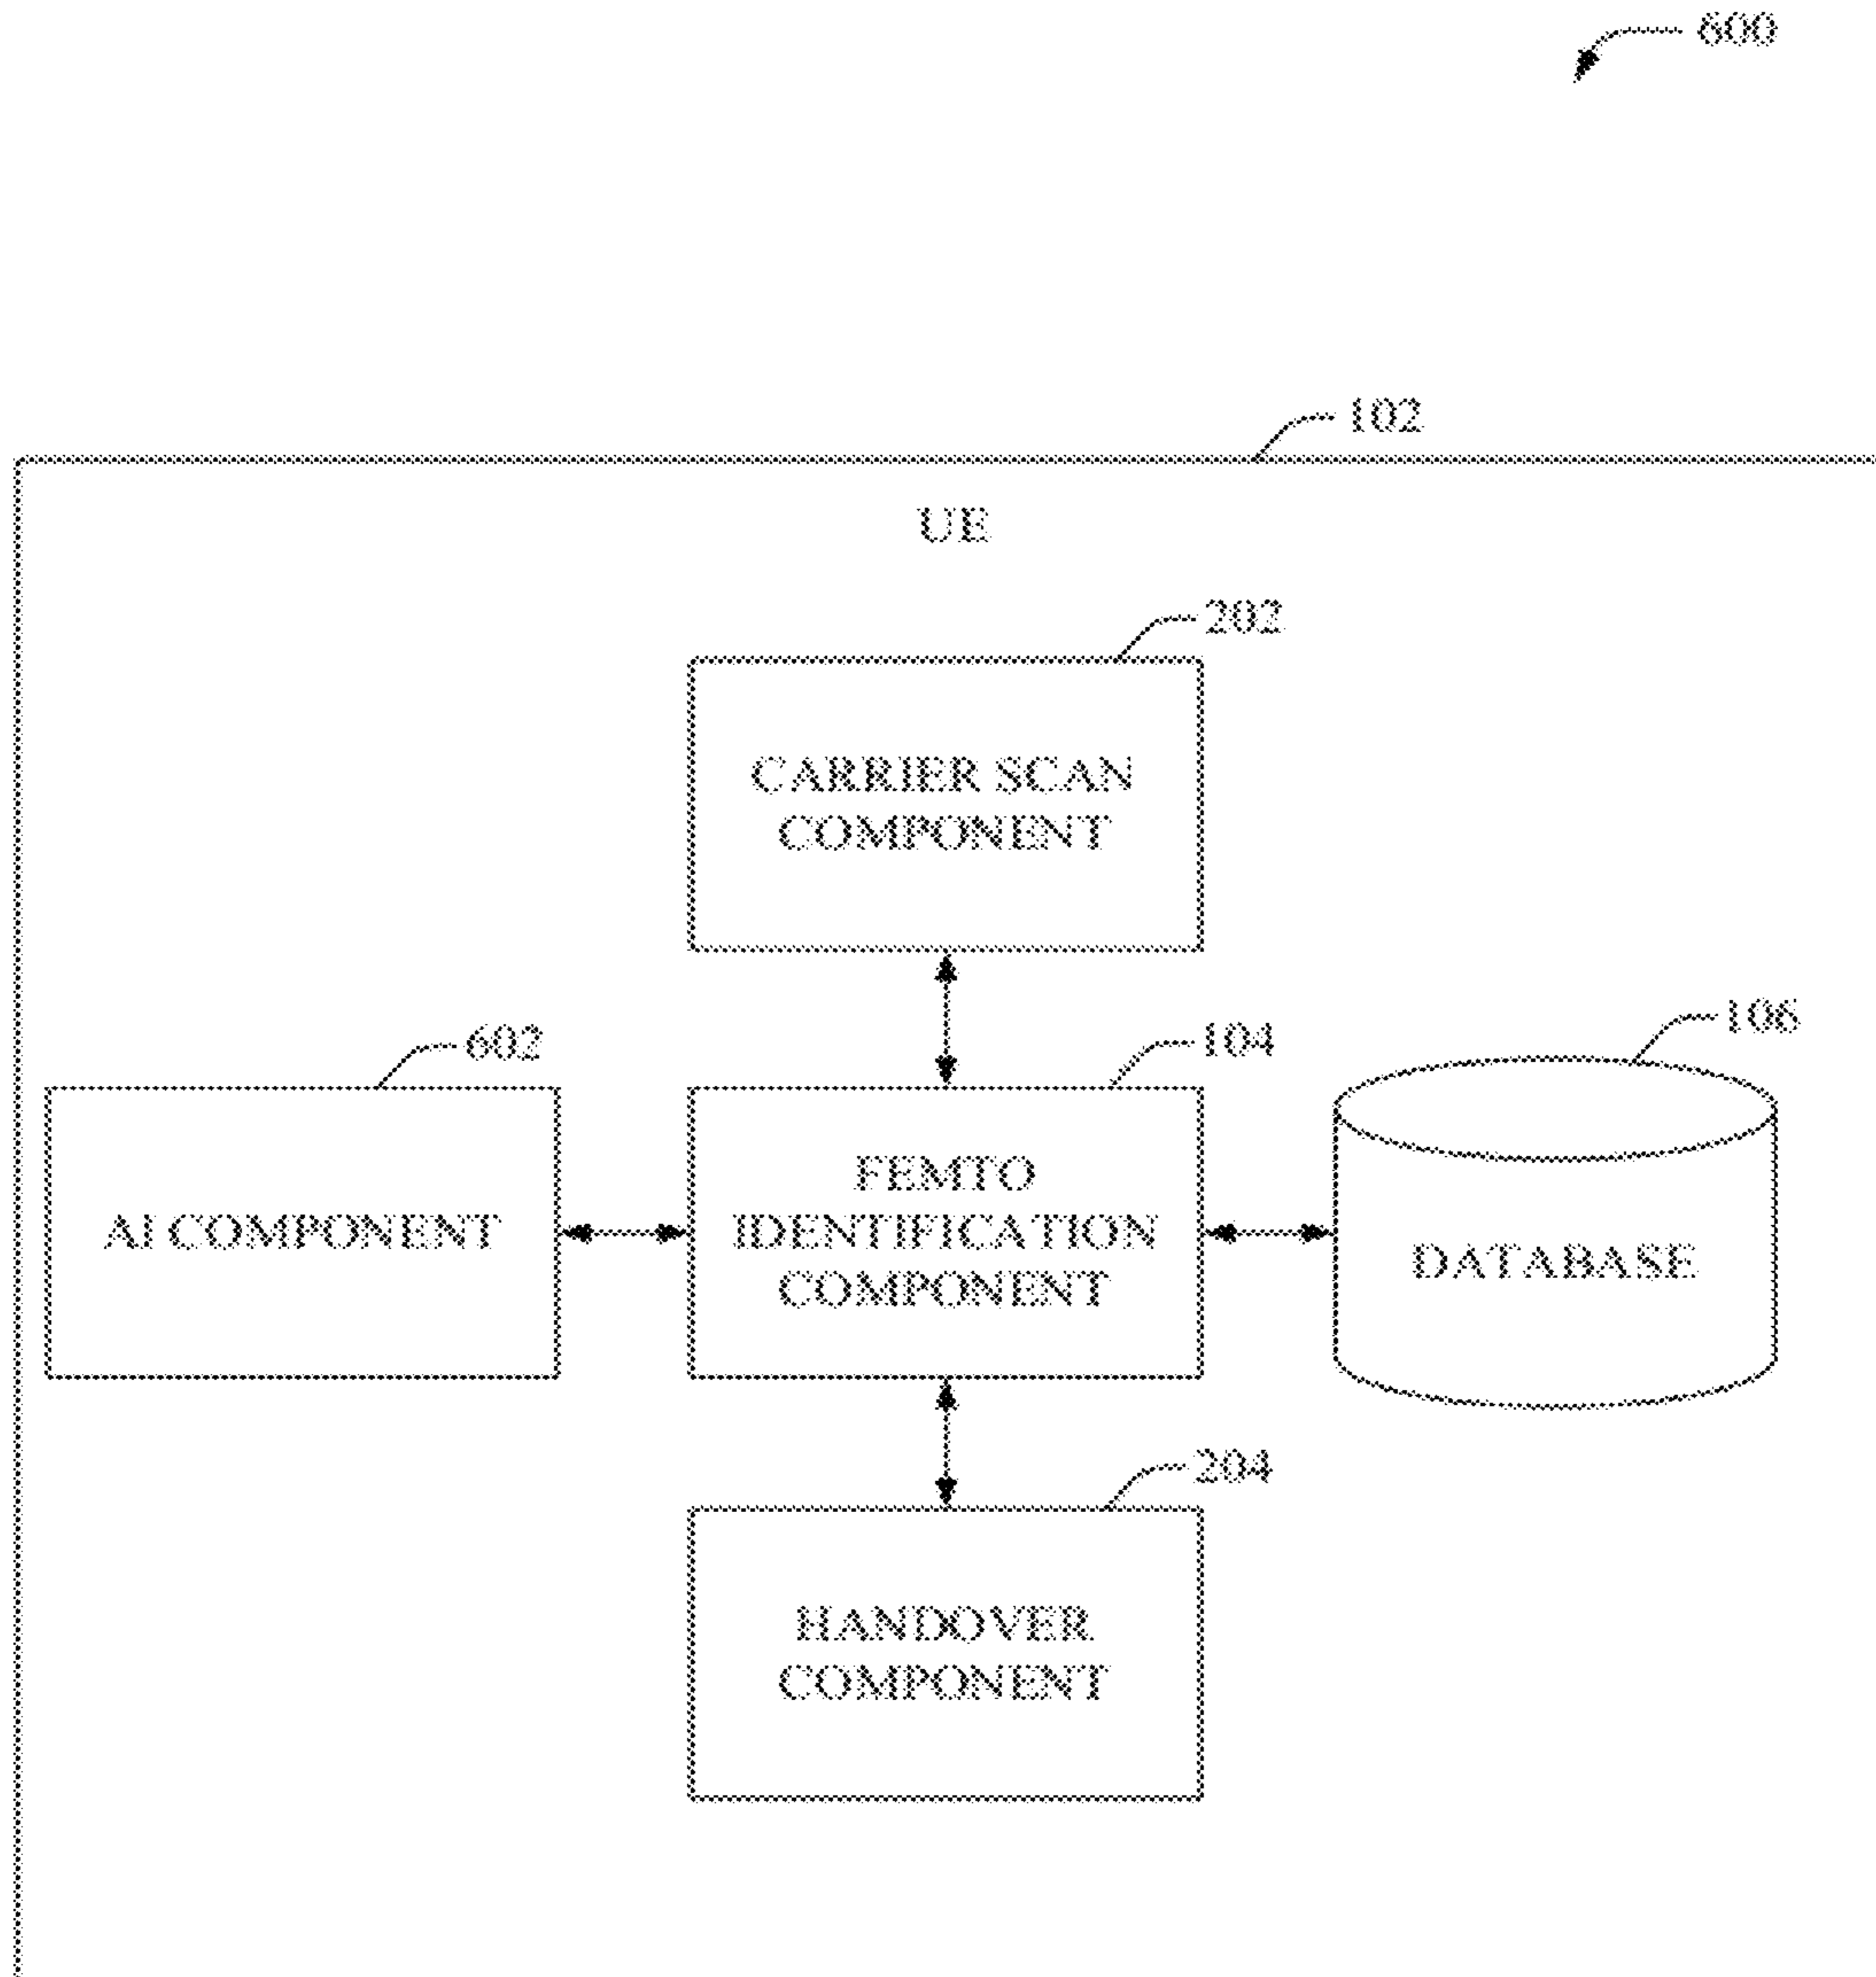 600
102
UE
202
CARRIER SCAN
COMPONENT
602
104
106
AI COMPONENT
FEMTO
IDENTIFICATION
COMPONENT
DATABASE
204
HANDOVER
COMPONENT